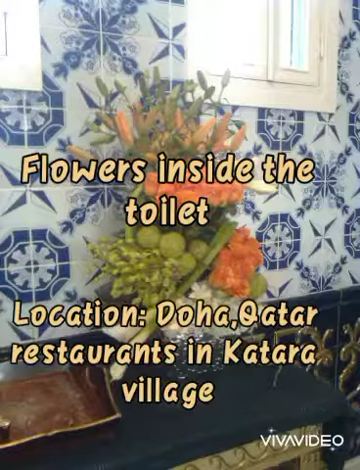 Flowers inside the
toilet
Location: Doha,Qatar
restaurants in Katara
village
VIVAVIDEO